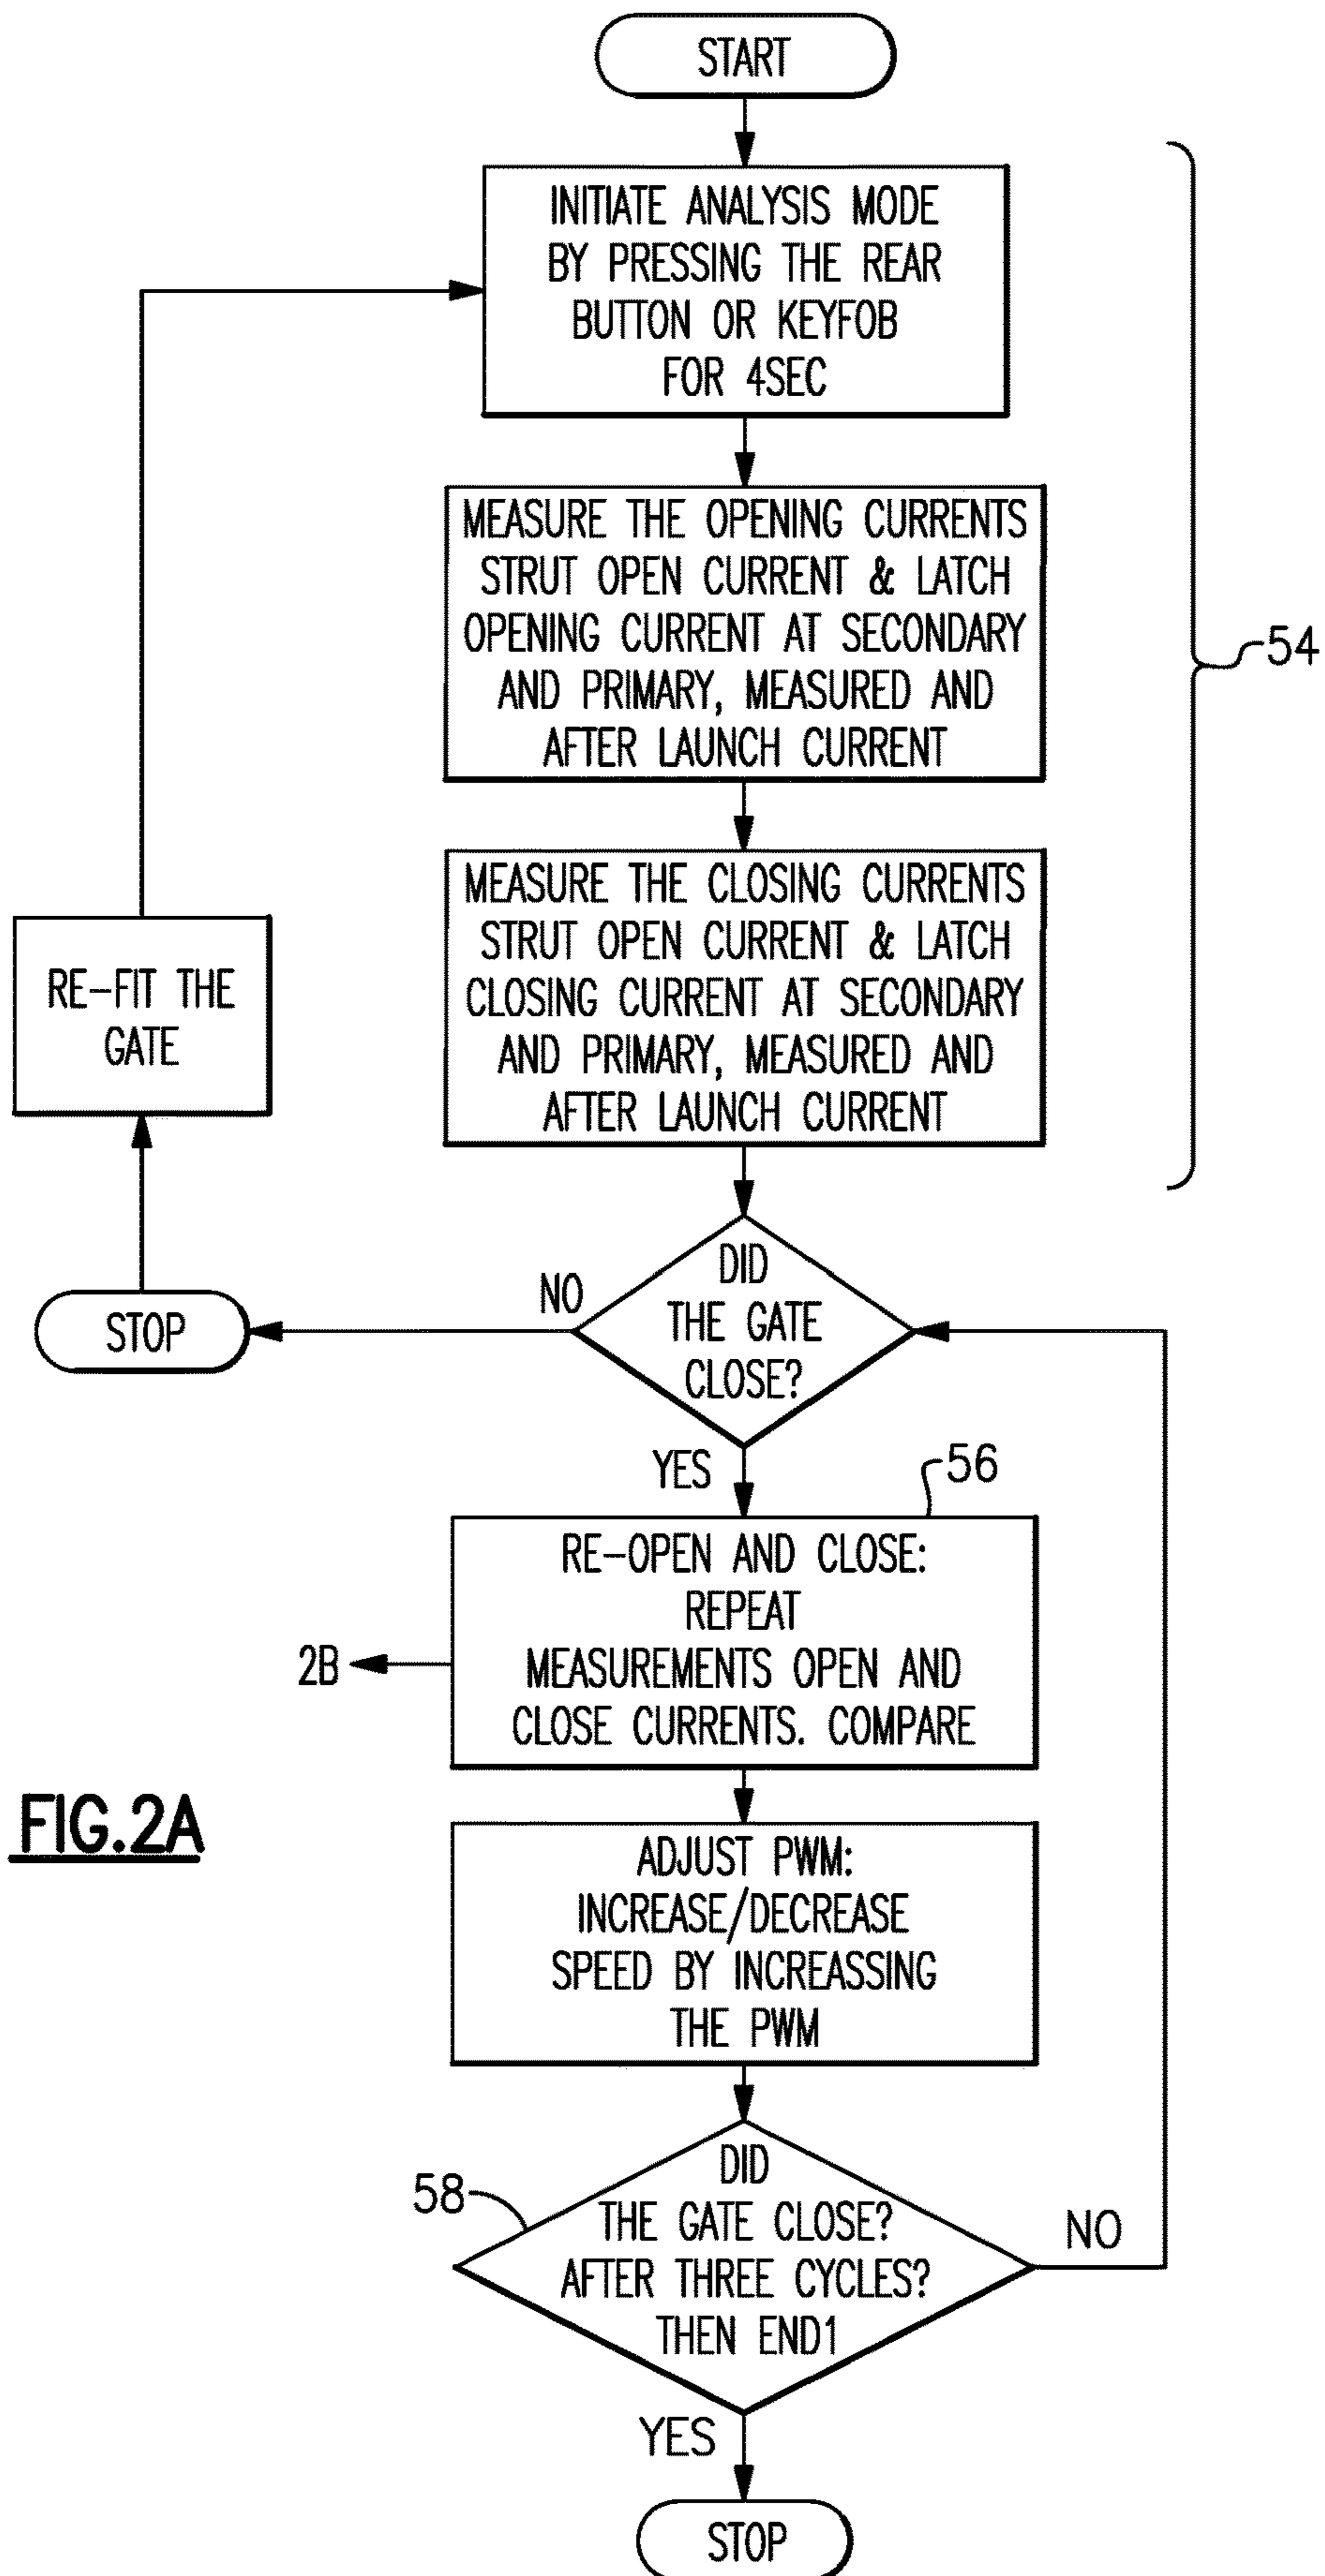 START
INITIATE ANALYSIS MODE
BY PRESSING THE REAR
BUTTON OR KEYFOB
FOR 4SEC
MEASURE THE OPENING CURRENTS
STRUT OPEN CURRENT & LATCH
OPENING CURRENT AT SECONDARY
AND PRIMARY, MEASURED AND
AFTER LAUNCH CURRENT
54
MEASURE THE CLOSING CURRENTS
STRUT OPEN CURRENT & LATCH
CLOSING CURRENT AT SECONDARY
AND PRIMARY, MEASURED AND
AFTER LAUNCH CURRENT
RE-FIT THE
GATE
DID
THE GATE
CLOSE?
NO
STOP
YES
56
RE-OPEN AND CLOSE:
REPEAT
MEASUREMENTS OPEN AND
CLOSE CURRENTS. COMPARE
2B
FIG.2A
ADJUST PWM:
INCREASE/DECREASE
SPEED BY INCREASSING
THE PWM
58
DID
THE GATE CLOSE?
AFTER THREE CYCLES?
THEN END1
NO
YES
STOP